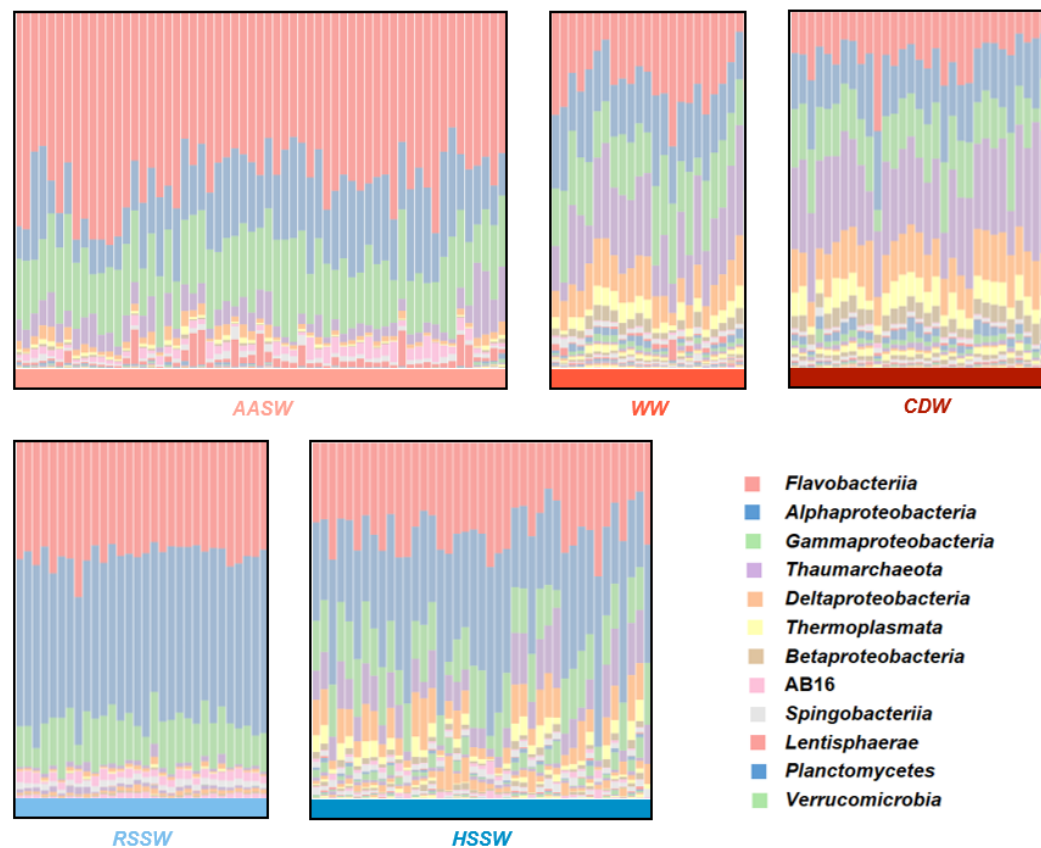 AASW
WW
CDW
RSSW
HSSW
Flavobacteriia
Alphaproteobacteria
Gammaproteobacteria
Thaumarchaeota
Deltaproteobacteria
Thermoplasmata
Betaproteobacteria
AB16
Spingobacteriia
Lentisphaerae
Planctomycetes
Verrucomicrobia